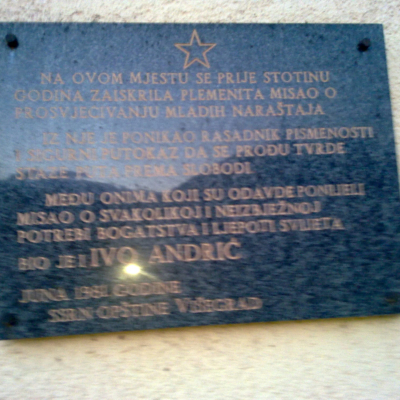 NA OVOM MJESTU SE PRIJE STOTINU
GODINA ZAISKRILA PLEMENITA MISAO O
PROSVJEĆIVANJU MLADIH NARAŠTAJA
IZ NJE JE PONIKAO RASADNIK PISMENOSTI
I SIGURNI PUTOKAZ DA SE PROĐU TVRDE
STAZE PUTA PREMA SLOBODI.
MEĐU ONIMA KOJI SU ODAVDE PONIJELI
MISAO O SVAKOLIKOJ I NEIZBJEŽNOJ
POTREBI BOGATSTVA I LJEPOTI SVIJETA
BIO JE I IVO ANDRIĆ
JUNA 1981. GODINE
SSRN OPŠTINE VIŠEGRAD